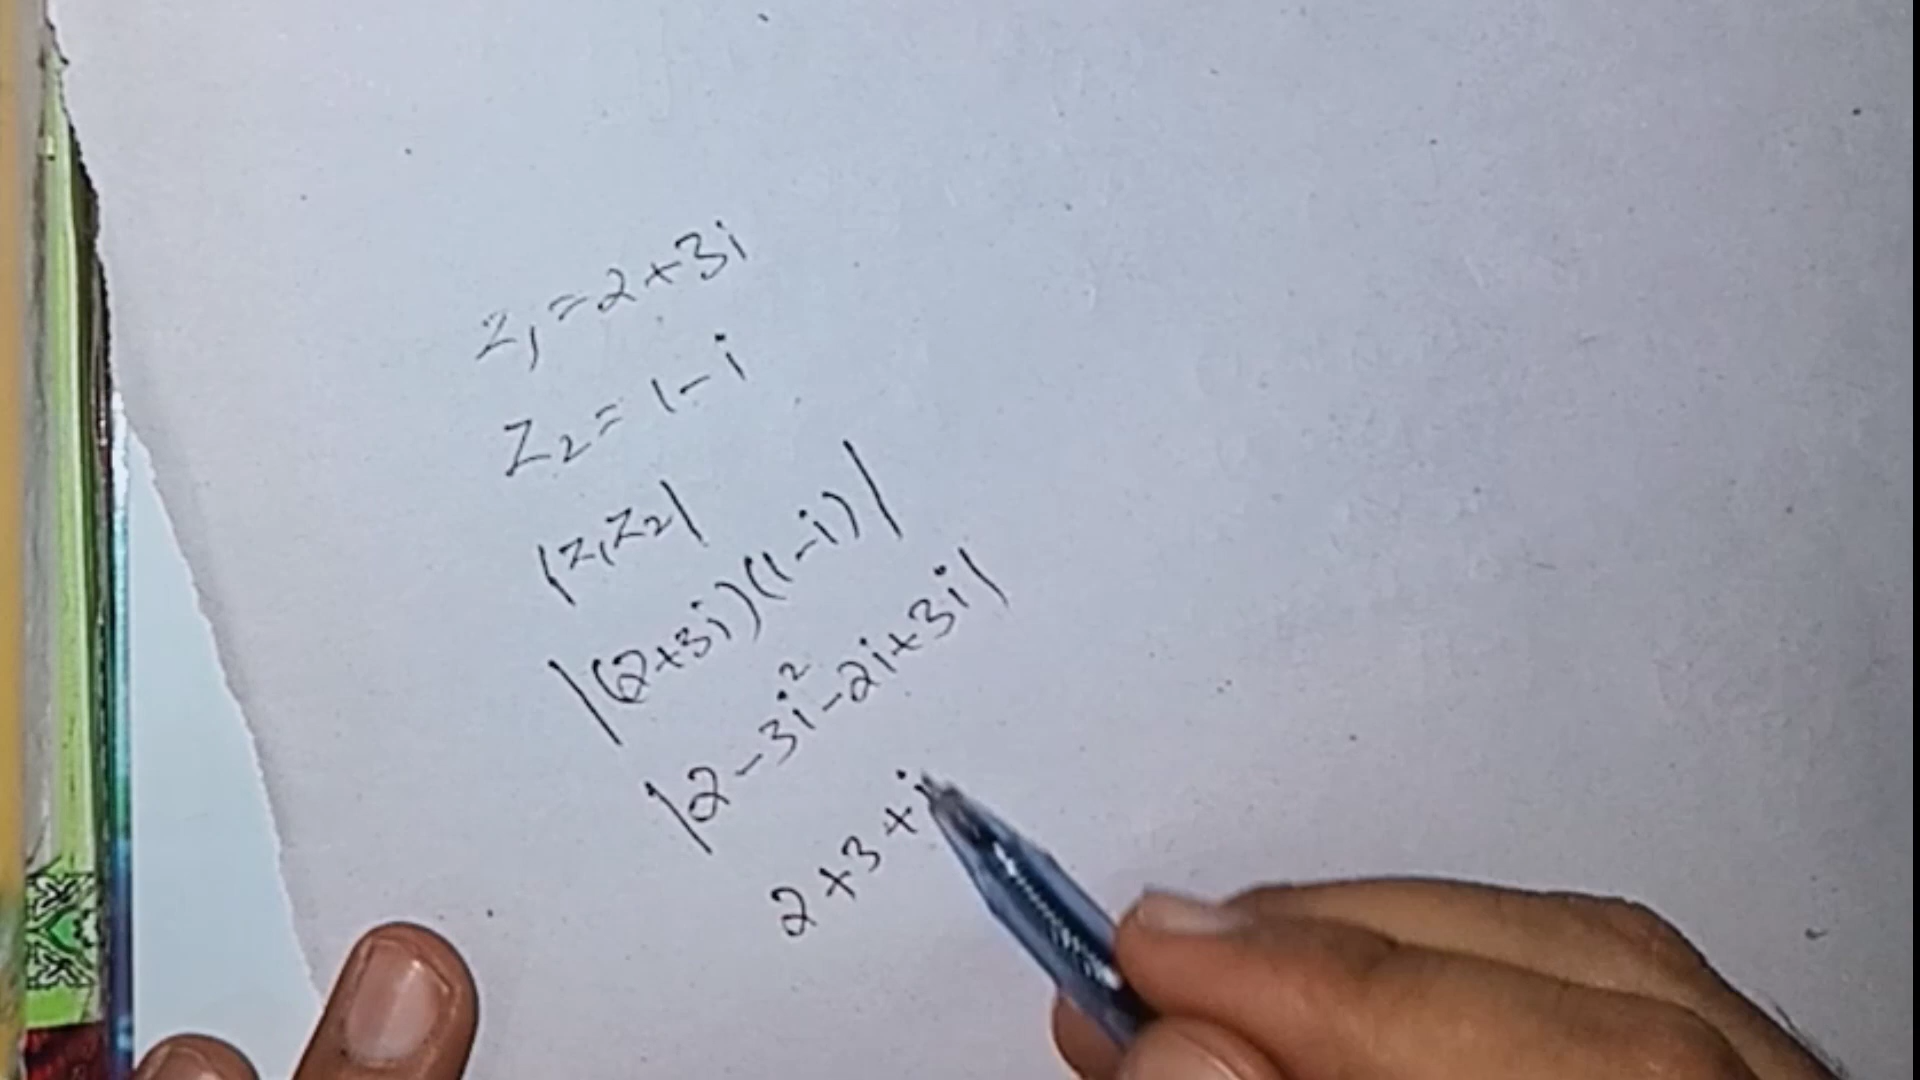 z₁ = 2+3i
Z₂ = 1-i
|z₁z₂|
|(2+3i)(1-i)|
|2-3i²-2i+3i|
2+3+i